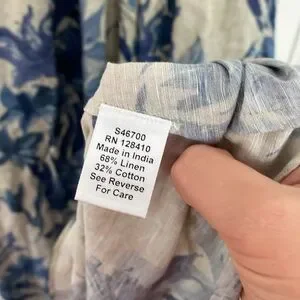 S46700
RN 128410
Made in India
68% Linen
32% Cotton
See Reverse
For Care